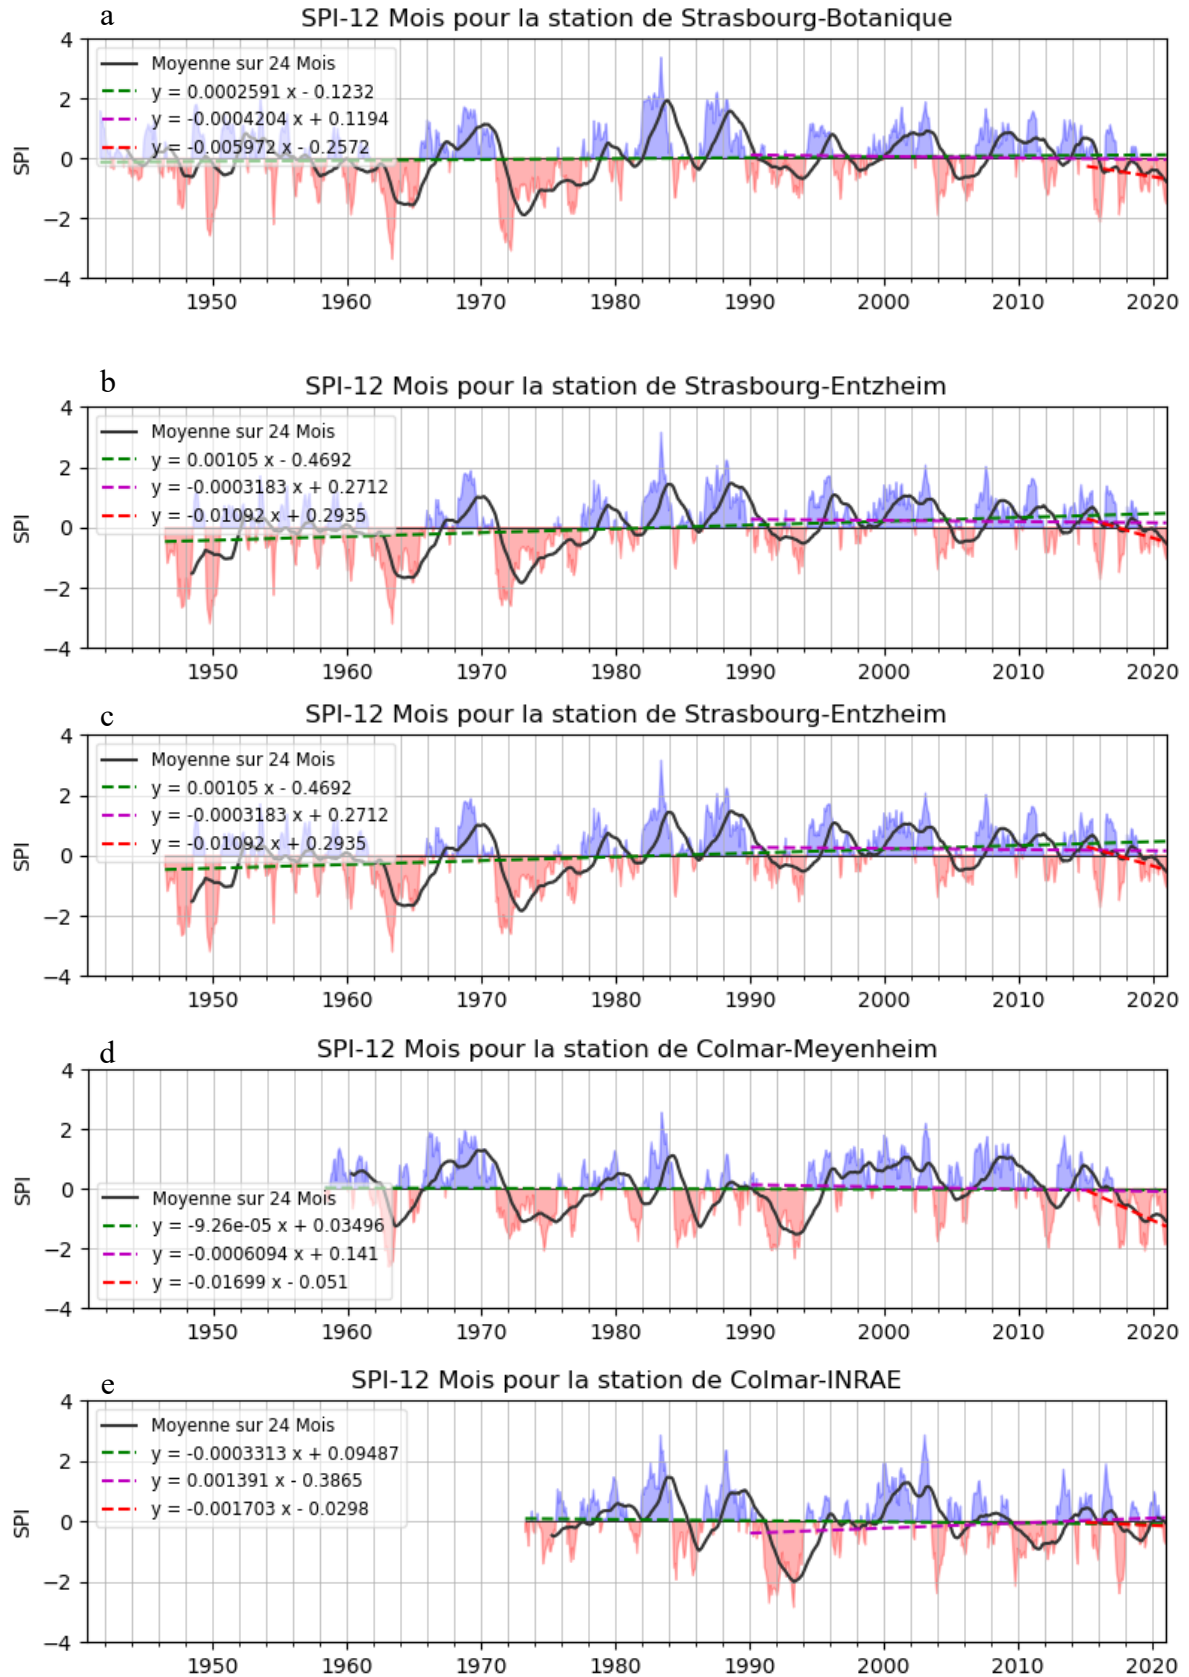 a
SPI-12 Mois pour la station de Strasbourg-Botanique
4
2
0
−2
−4
SPI
Moyenne sur 24 Mois
y = 0.0002591 x - 0.1232
y = -0.0004204 x + 0.1194
y = -0.005972 x - 0.2572
1950 1960 1970 1980 1990 2000 2010 2020
b
SPI-12 Mois pour la station de Strasbourg-Entzheim
4
2
0
−2
−4
SPI
Moyenne sur 24 Mois
y = 0.00105 x - 0.4692
y = -0.0003183 x + 0.2712
y = -0.01092 x + 0.2935
1950 1960 1970 1980 1990 2000 2010 2020
c
SPI-12 Mois pour la station de Strasbourg-Entzheim
4
2
0
−2
−4
SPI
Moyenne sur 24 Mois
y = 0.00105 x - 0.4692
y = -0.0003183 x + 0.2712
y = -0.01092 x + 0.2935
1950 1960 1970 1980 1990 2000 2010 2020
d
SPI-12 Mois pour la station de Colmar-Meyenheim
4
2
0
−2
−4
SPI
Moyenne sur 24 Mois
y = -9.26e-05 x + 0.03496
y = -0.0006094 x + 0.141
y = -0.01699 x - 0.051
1950 1960 1970 1980 1990 2000 2010 2020
e
SPI-12 Mois pour la station de Colmar-INRAE
4
2
0
−2
−4
SPI
Moyenne sur 24 Mois
y = -0.0003313 x + 0.09487
y = 0.001391 x - 0.3865
y = -0.001703 x - 0.0298
1950 1960 1970 1980 1990 2000 2010 2020